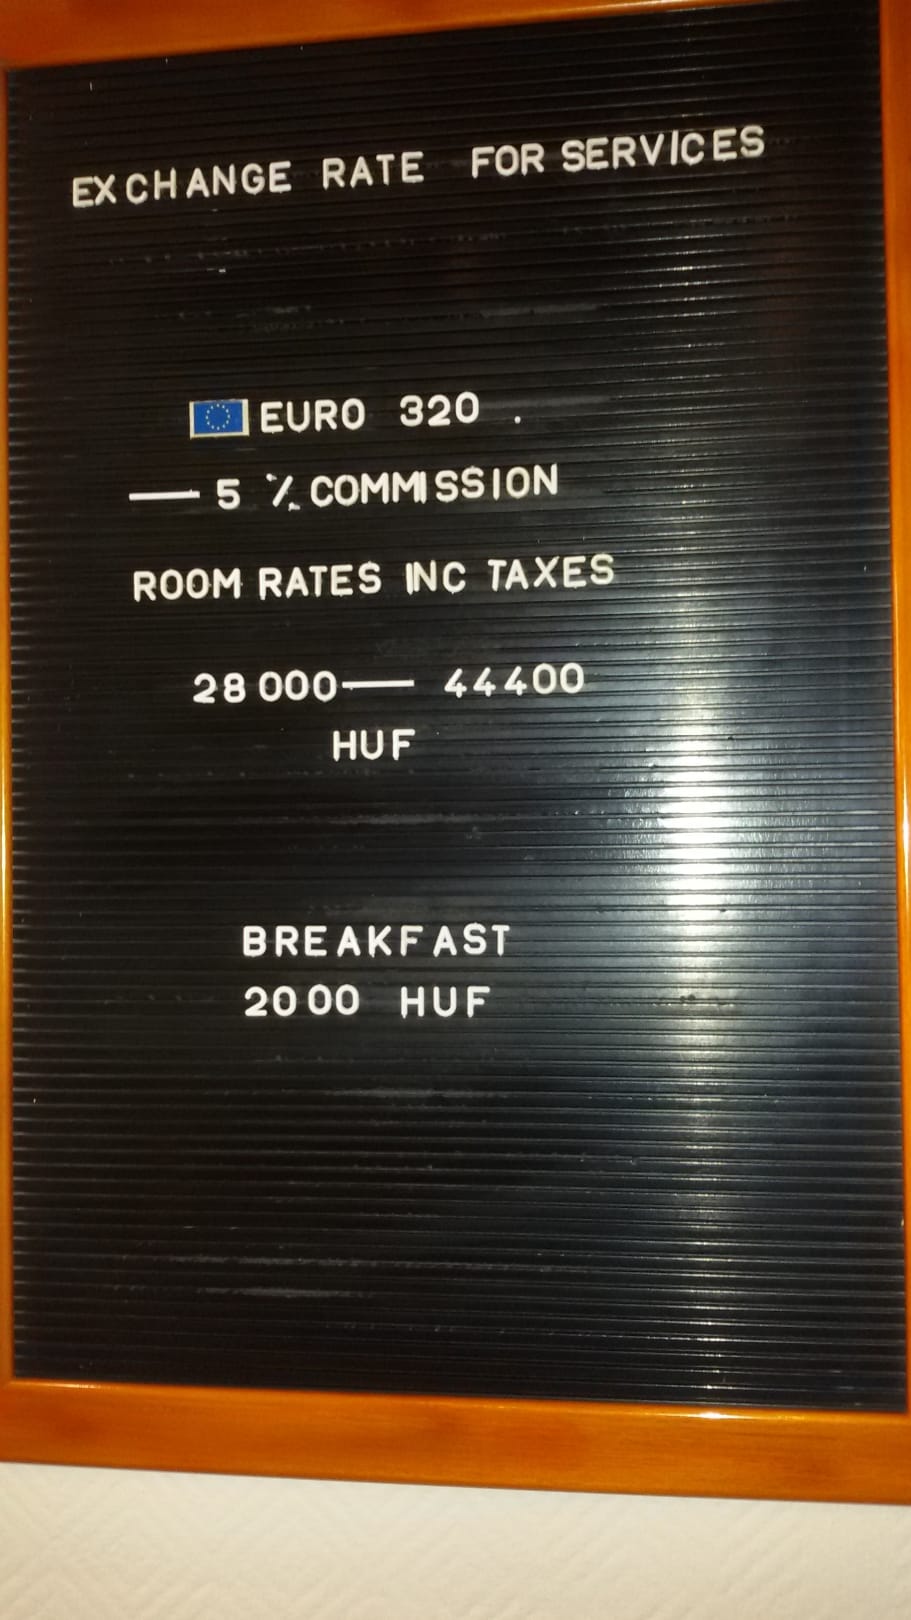 EXCHANGE RATE FOR SERVICES
EURO 320 .
— 5 % COMMISSION
ROOM RATES INC TAXES
28 000 — 44400
HUF
BREAKFAST
2000 HUF